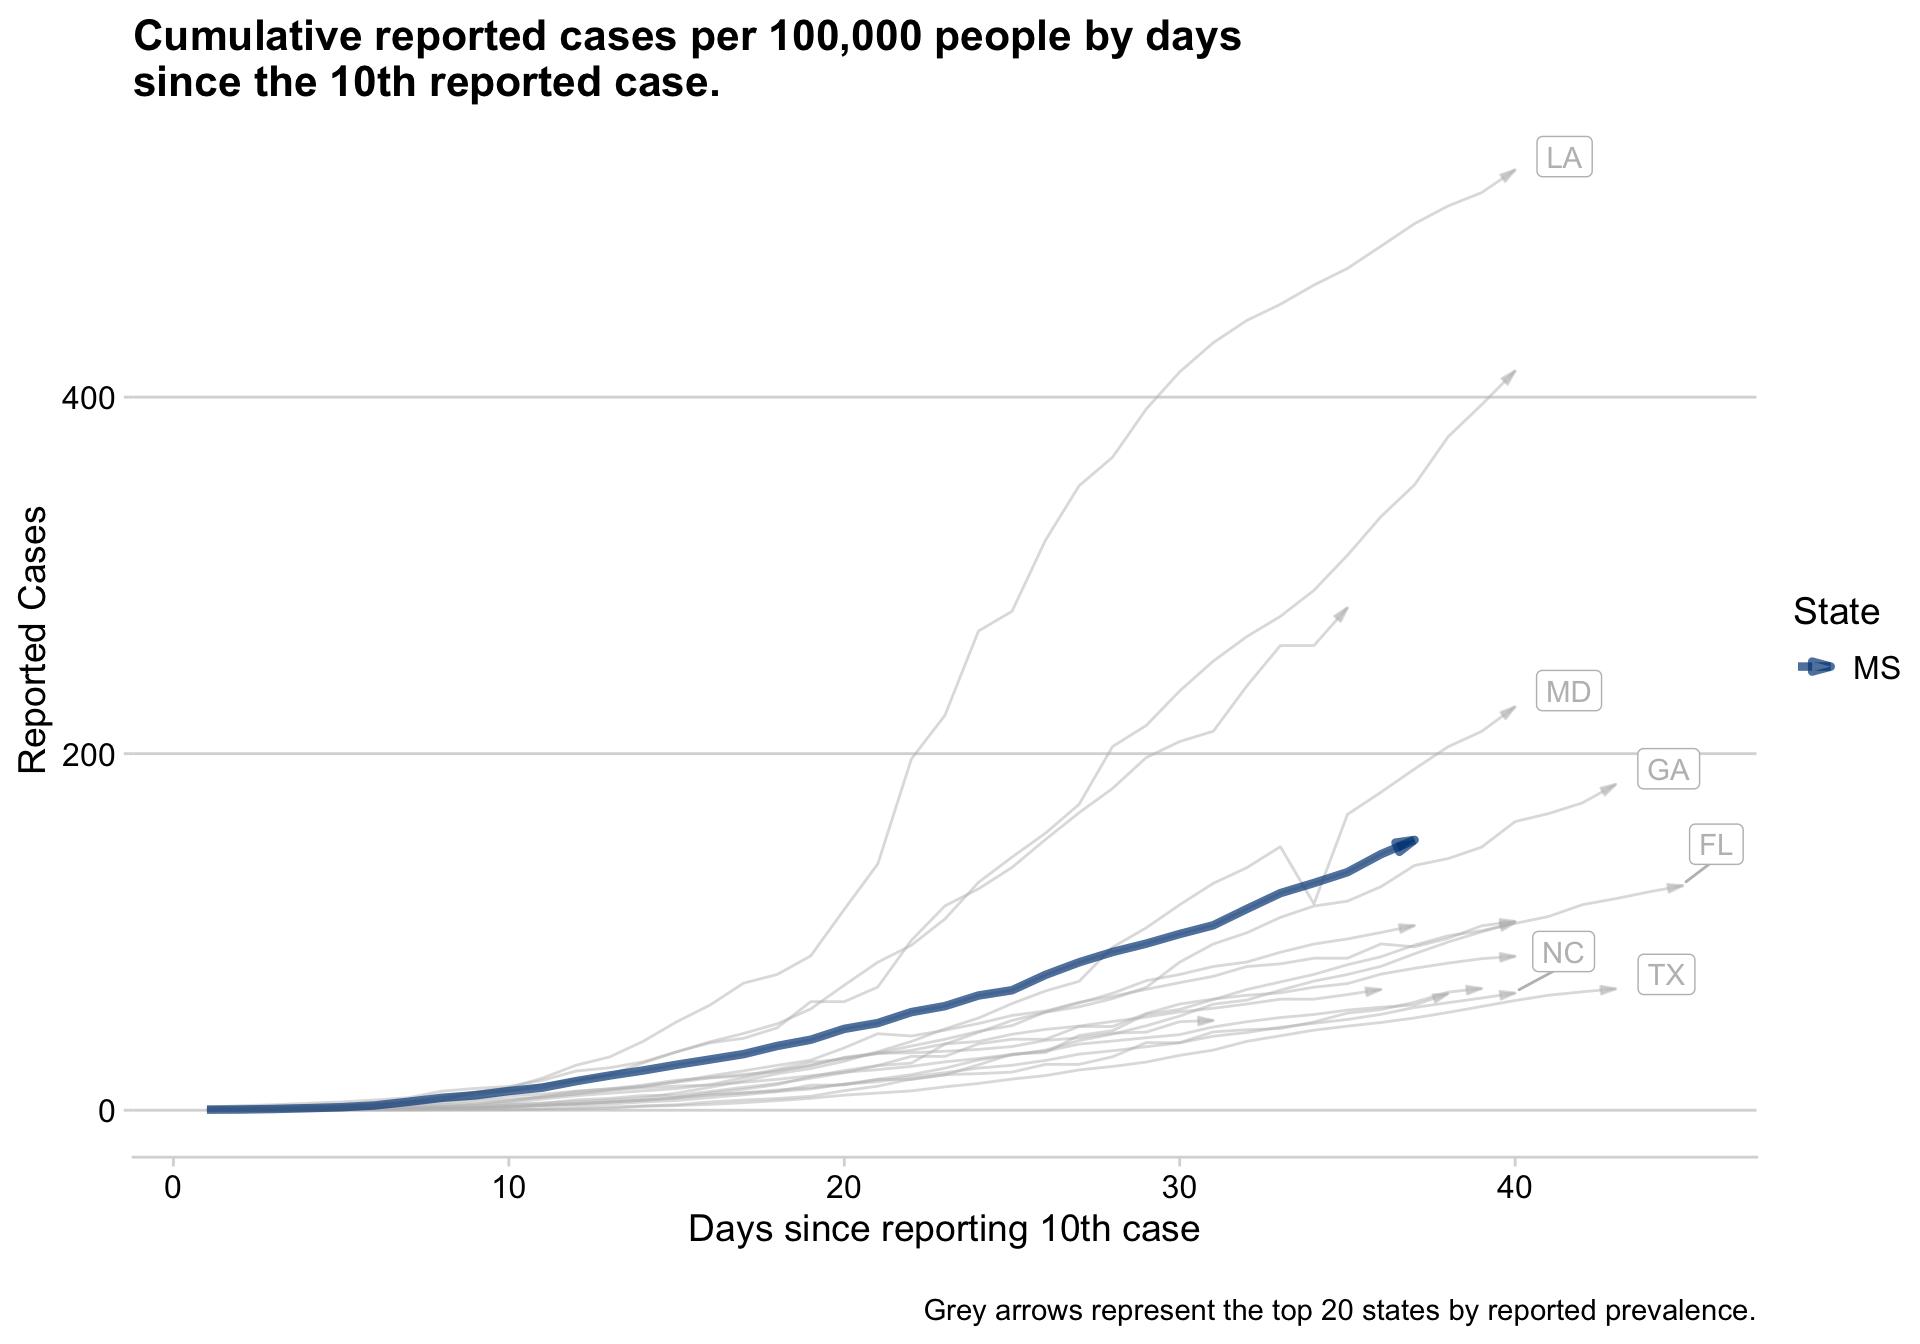 Cumulative reported cases per 100,000 people by days
since the 10th reported case.
LA
400
Reported Cases
State
MS
MD
200
GA
FL
NC
TX
0
0 10 20 30 40
Days since reporting 10th case
Grey arrows represent the top 20 states by reported prevalence.